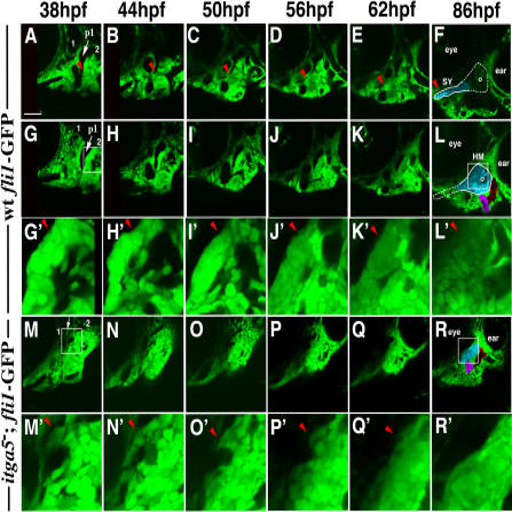 38hpf 44hpf 50hpf 56hpf 62hpf 86hpf
wt fli1-GFP
A 1 p1 2 B C D E F eye ear SY o
G 1 p1 2 H I J K L eye HM ear o
G' H' I' J' K' L'
itga5-; fli1-GFP
M 1 2 N O P Q R eye ear
M' N' O' P' Q' R'